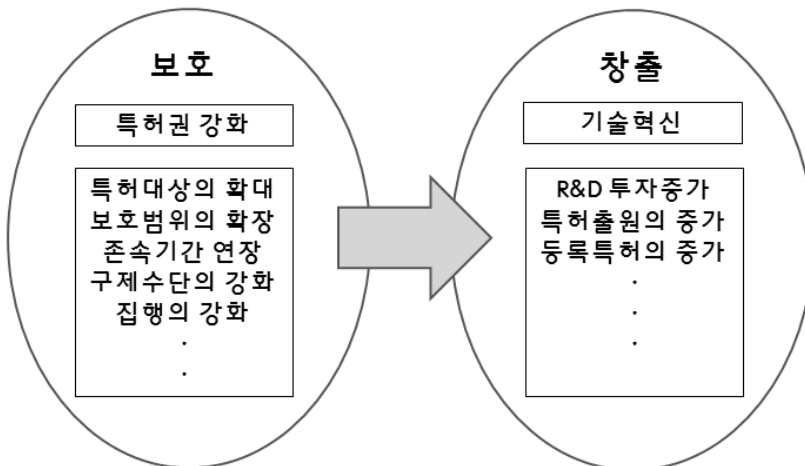 보호
특허권 강화
특허대상의 확대
보호범위의 확장
존속기간 연장
구제수단의 강화
집행의 강화
.
.
창출
기술혁신
R&D 투자증가
특허출원의 증가
등록특허의 증가
.
.
.